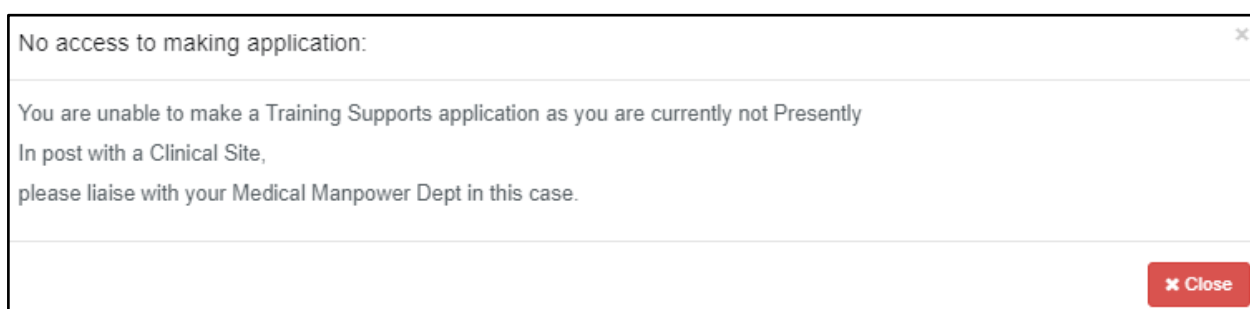 No access to making application:
×
You are unable to make a Training Supports application as you are currently not Presently
In post with a Clinical Site,
please liaise with your Medical Manpower Dept in this case.
✖ Close